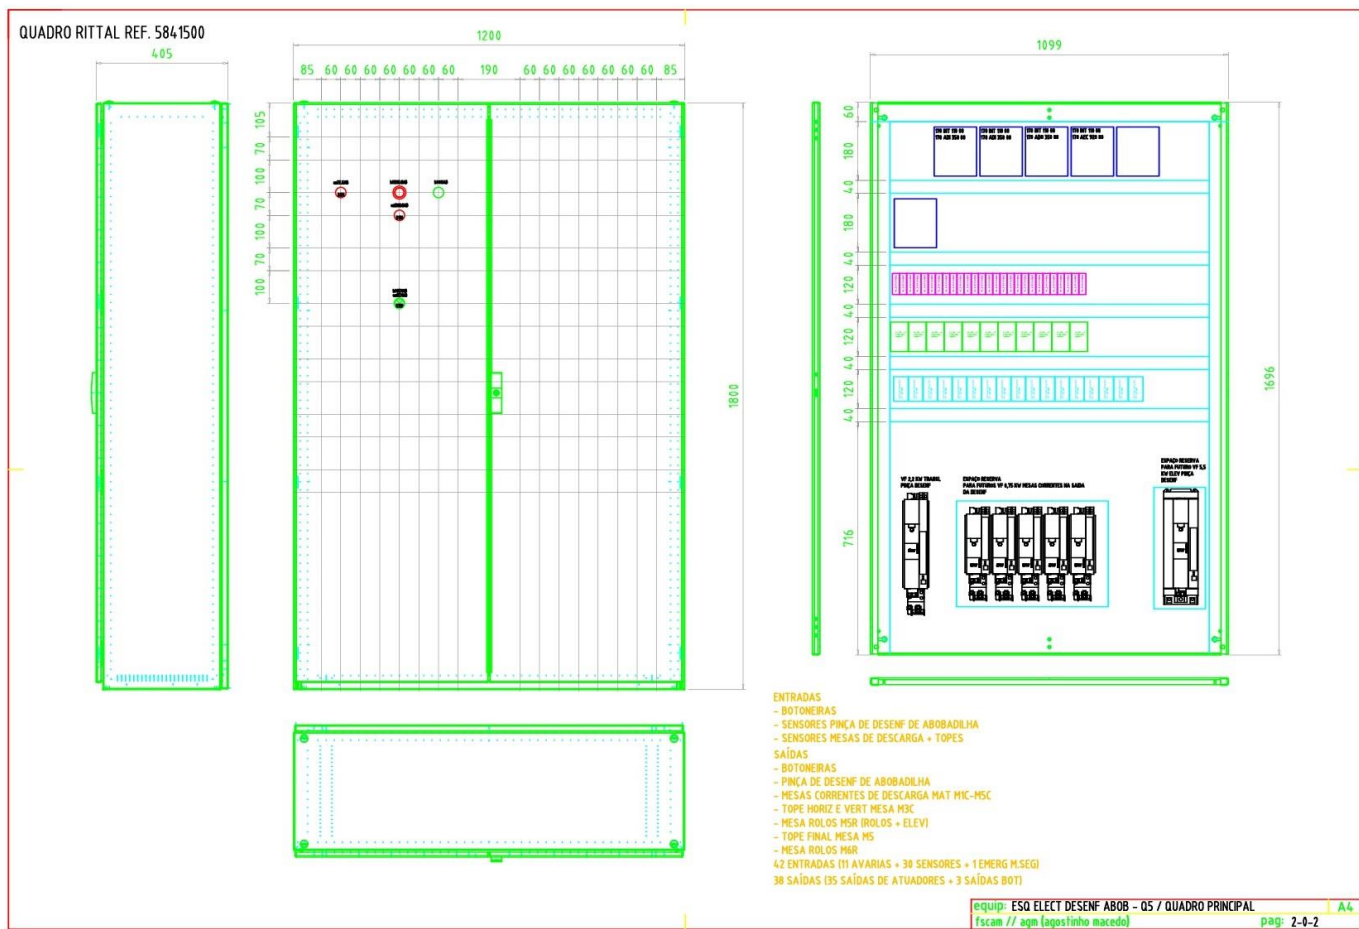 QUADRO RITTAL REF. 5841500
405
1200
85 60 60 60 60 60 60 60 190 60 60 60 60 60 60 60 85
105
70
100
70
100
70
100
1800
1099
60
180
40
180
40
120
40
120
40
120
40
716
1696
VF 2,2 KW TRANSL
PINÇA DESENF
ESPAÇO RESERVA
PARA FUTUROS VF 0,75 KW MESAS CORRENTES NA SAIDA
DA DESENF
ESPAÇO RESERVA
PARA FUTURO VF 5,5
KW ELEV PINÇA
DESENF
ENTRADAS
- BOTONEIRAS
- SENSORES PINÇA DE DESENF DE ABOBADILHA
- SENSORES MESAS DE DESCARGA + TOPES
SAÍDAS
- BOTONEIRAS
- PINÇA DE DESENF DE ABOBADILHA
- MESAS CORRENTES DE DESCARGA MAT M1C-M5C
- TOPE HORIZ E VERT MESA M3C
- MESA ROLOS M5R (ROLOS + ELEV)
- TOPE FINAL MESA M5
- MESA ROLOS M6R
42 ENTRADAS (11 AVARIAS + 30 SENSORES + 1 EMERG M.SEG)
38 SAÍDAS (35 SAÍDAS DE ATUADORES + 3 SAÍDAS BOT)
equip: ESQ ELECT DESENF ABOB - Q5 / QUADRO PRINCIPAL A4
fscam // agm (agostinho macedo) pag: 2-0-2